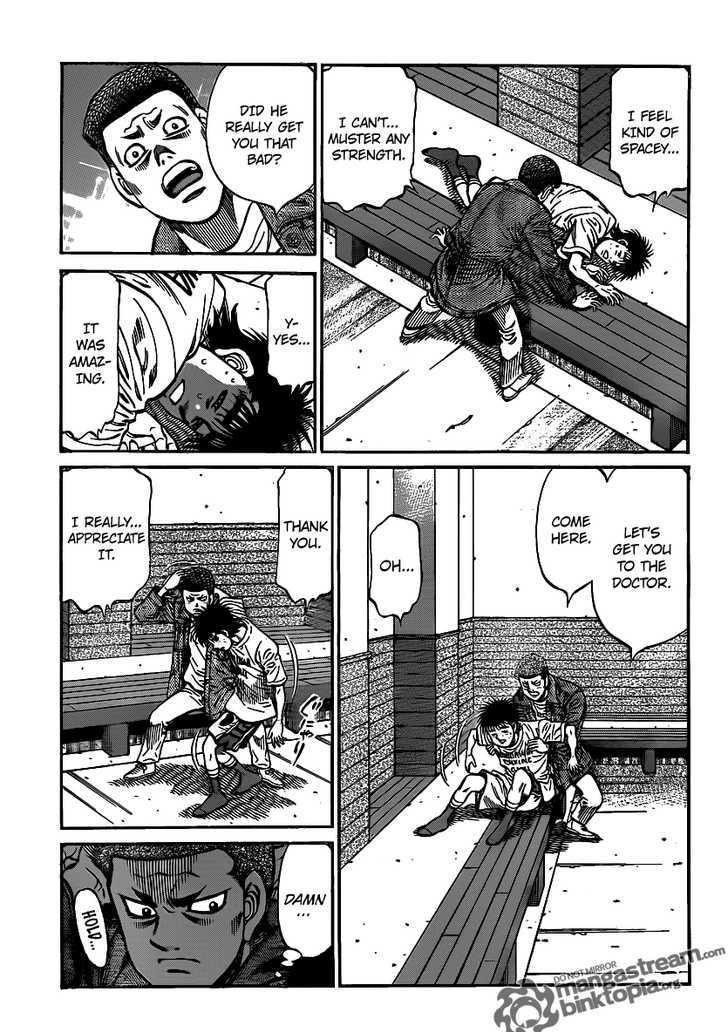 I FEEL
KIND OF
SPACEY...
I CAN'T...
MUSTER ANY
STRENGTH.
DID HE
REALLY GET
YOU THAT
BAD?
Y-
YES...
IT
WAS
AMAZ-
ING.
LET'S
GET YOU
TO THE
DOCTOR.
COME
HERE.
OH...
THANK
YOU.
I REALLY...
APPRECIATE
IT.
DAMN
...
HOLD...
DO NOT MIRROR
mangastream.com
binktopia.org